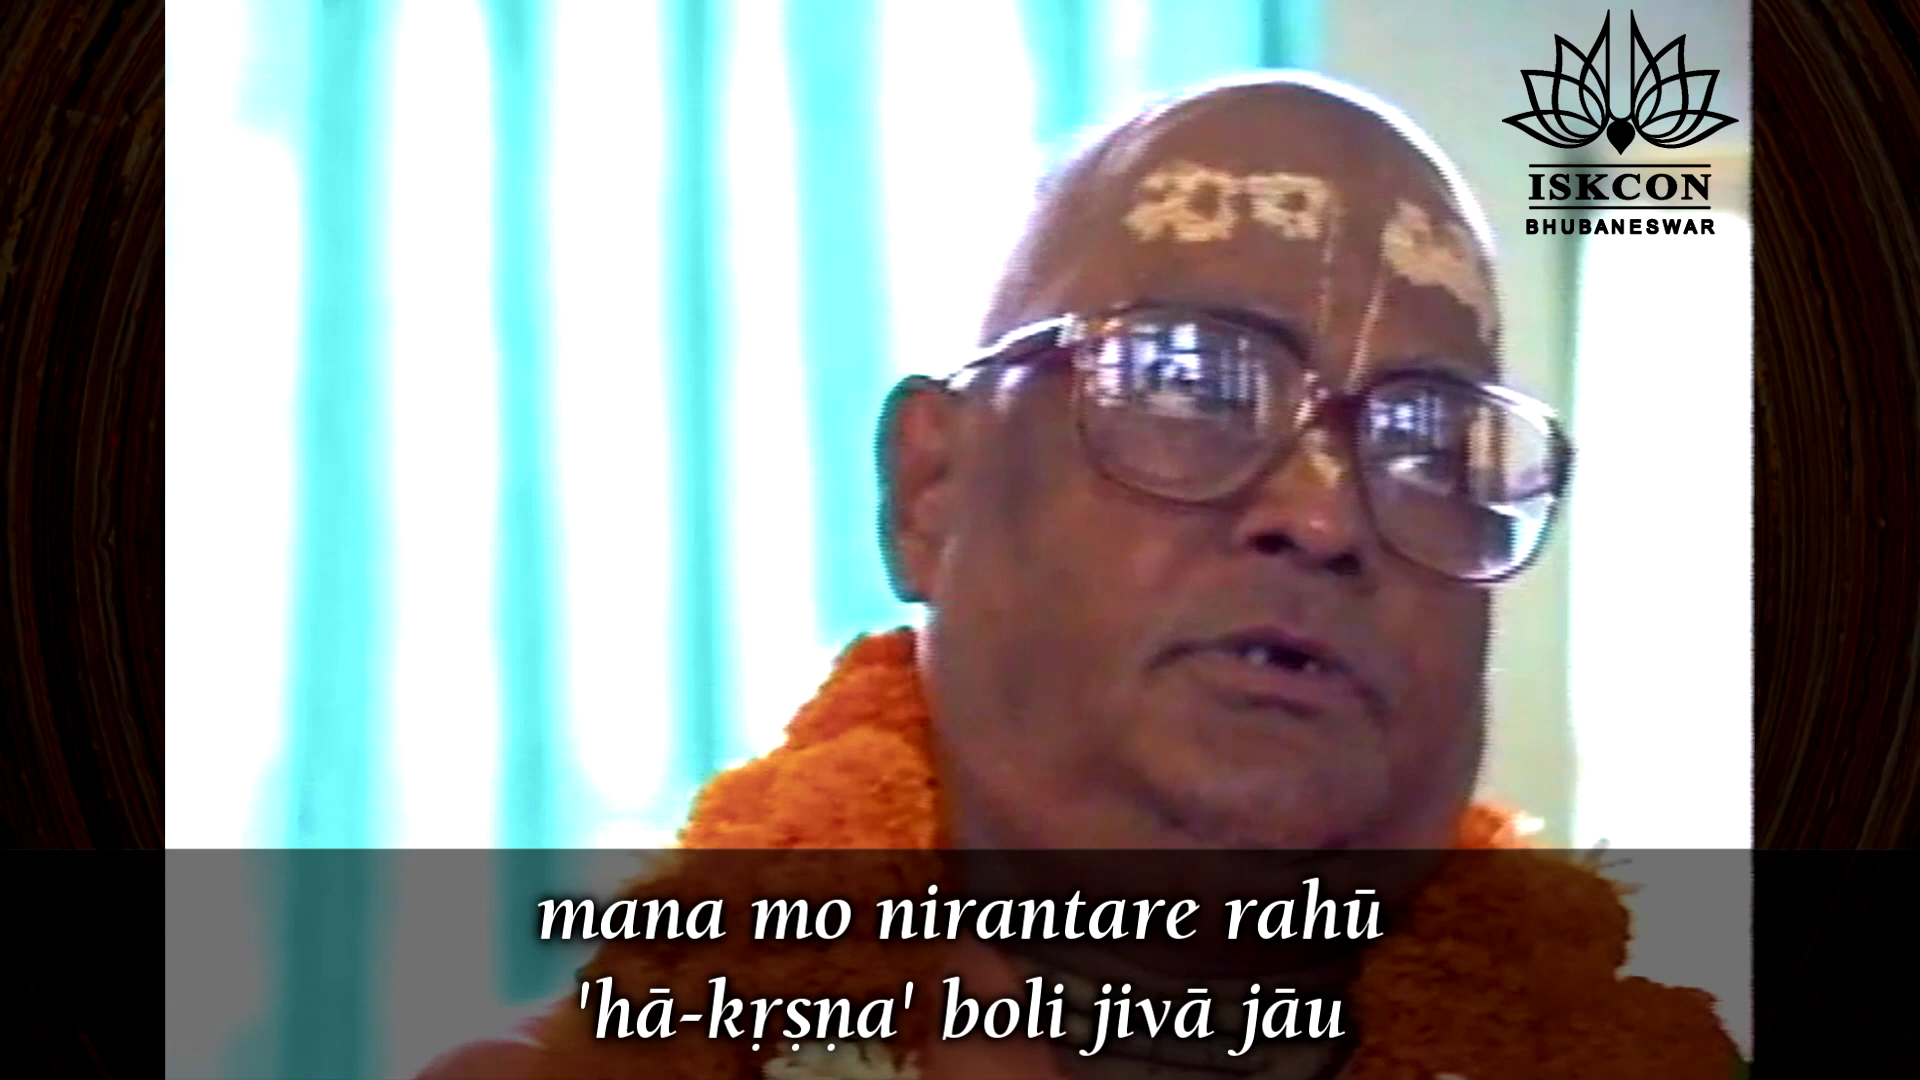 ISKCON
BHUBANESWAR
mana mo nirantare rahū
'hā-kṛṣṇa' boli jivā jāu